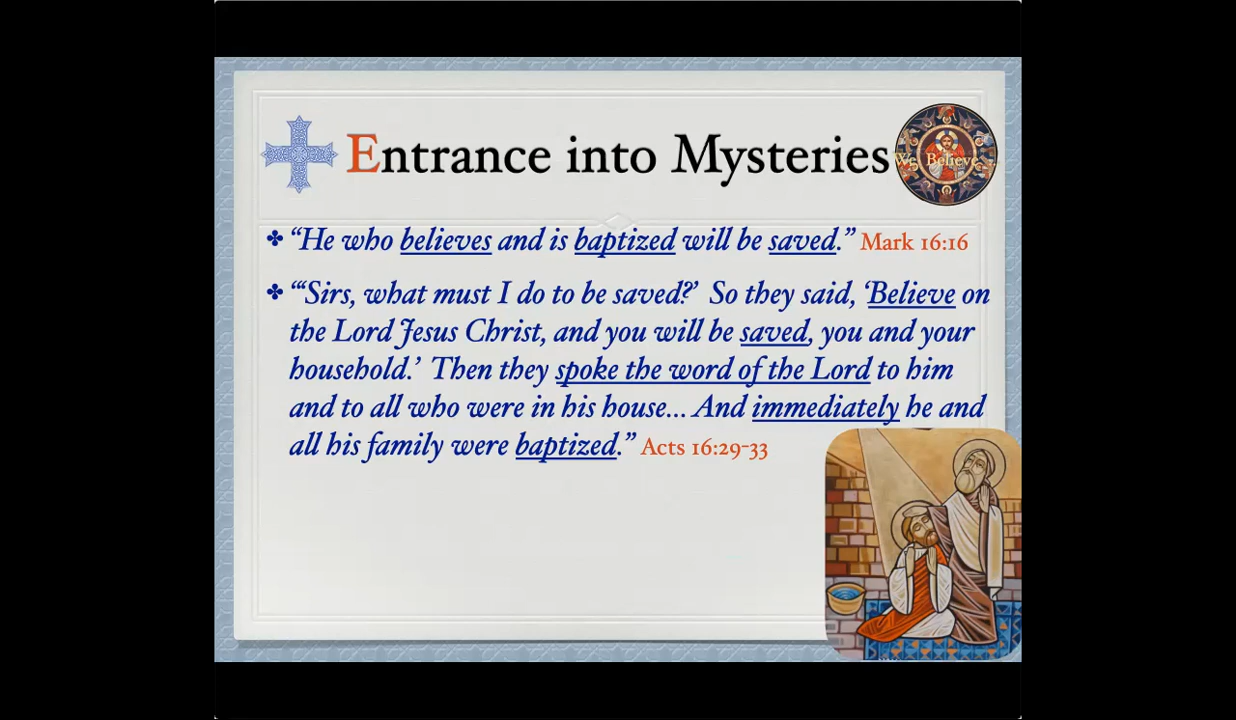 Entrance into Mysteries
We Believe...
✤ “He who believes and is baptized will be saved.” Mark 16:16
✤ “‘Sirs, what must I do to be saved?’ So they said, ‘Believe on
the Lord Jesus Christ, and you will be saved, you and your
household.’ Then they spoke the word of the Lord to him
and to all who were in his house... And immediately he and
all his family were baptized.” Acts 16:29-33